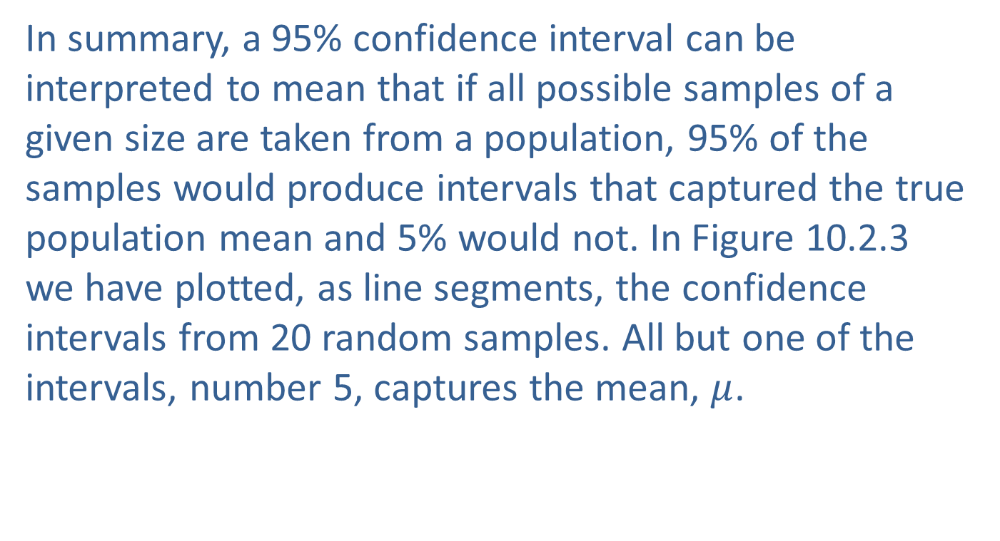 In summary, a 95% confidence interval can be
interpreted to mean that if all possible samples of a
given size are taken from a population, 95% of the
samples would produce intervals that captured the true
population mean and 5% would not. In Figure 10.2.3
we have plotted, as line segments, the confidence
intervals from 20 random samples. All but one of the
intervals, number 5, captures the mean, 𝜇.